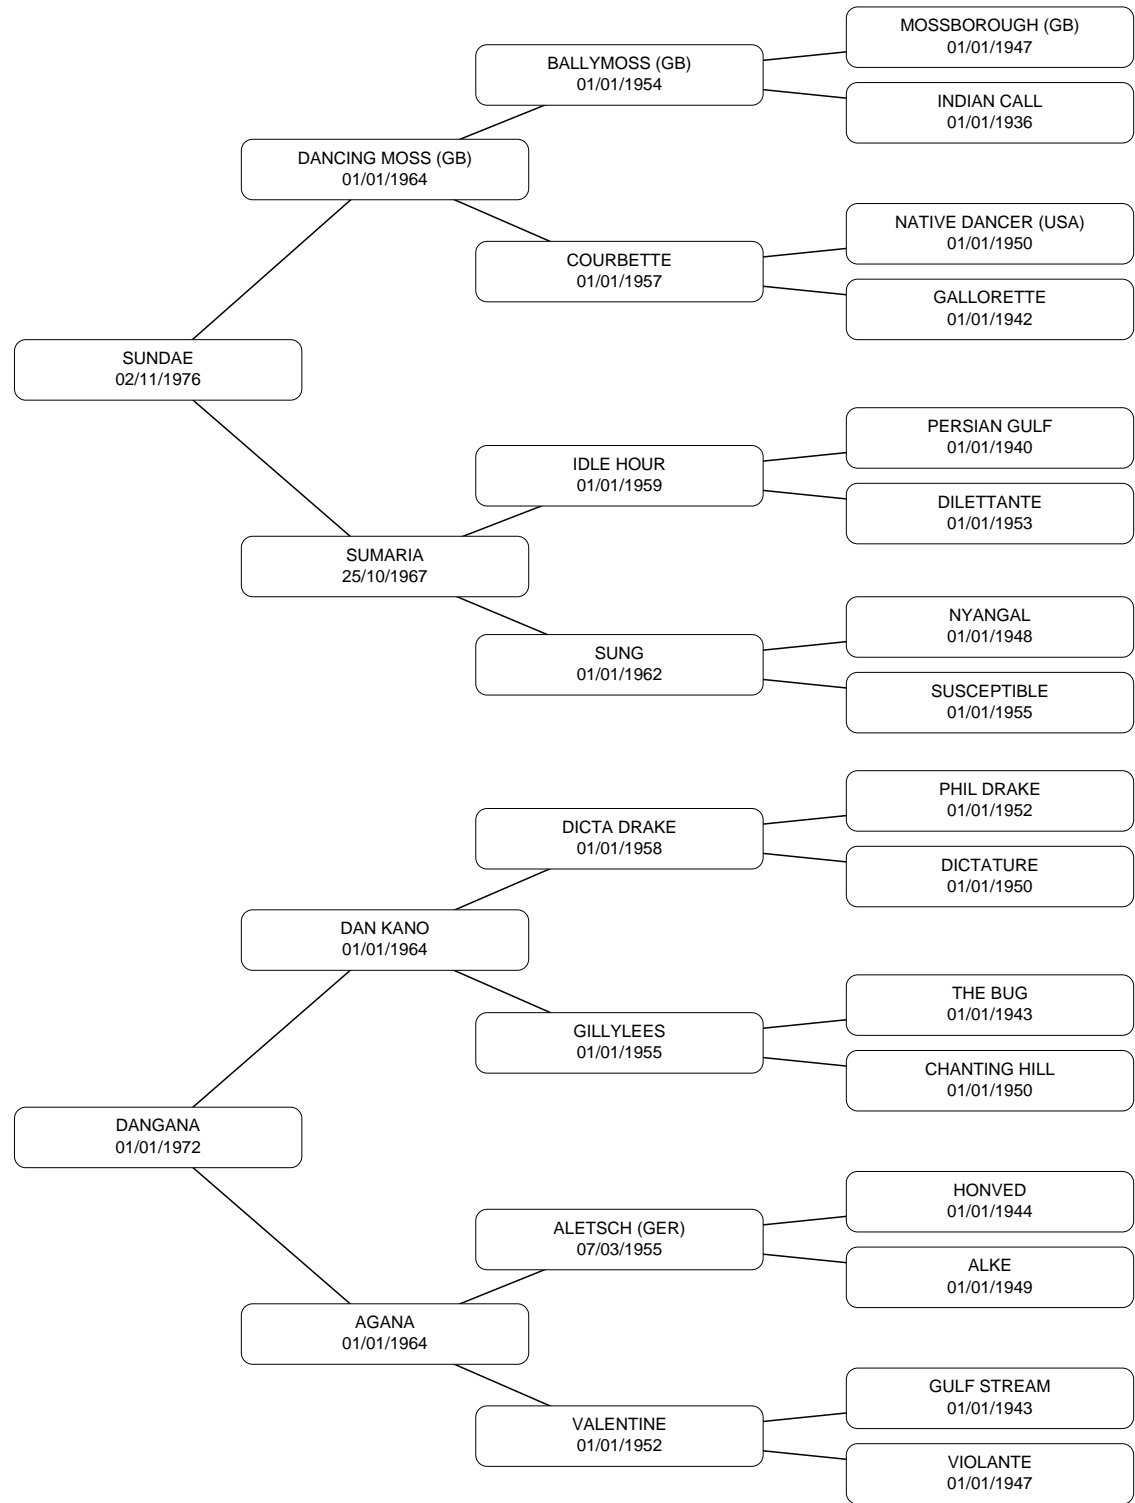 MOSSBOROUGH (GB)
01/01/1947
BALLYMOSS (GB)
01/01/1954
INDIAN CALL
01/01/1936
DANCING MOSS (GB)
01/01/1964
NATIVE DANCER (USA)
01/01/1950
COURBETTE
01/01/1957
GALLORETTE
01/01/1942
SUNDAE
02/11/1976
PERSIAN GULF
01/01/1940
IDLE HOUR
01/01/1959
DILETTANTE
01/01/1953
SUMARIA
25/10/1967
NYANGAL
01/01/1948
SUNG
01/01/1962
SUSCEPTIBLE
01/01/1955
PHIL DRAKE
01/01/1952
DICTA DRAKE
01/01/1958
DICTATURE
01/01/1950
DAN KANO
01/01/1964
THE BUG
01/01/1943
GILLYLEES
01/01/1955
CHANTING HILL
01/01/1950
DANGANA
01/01/1972
HONVED
01/01/1944
ALETSCH (GER)
07/03/1955
ALKE
01/01/1949
AGANA
01/01/1964
GULF STREAM
01/01/1943
VALENTINE
01/01/1952
VIOLANTE
01/01/1947